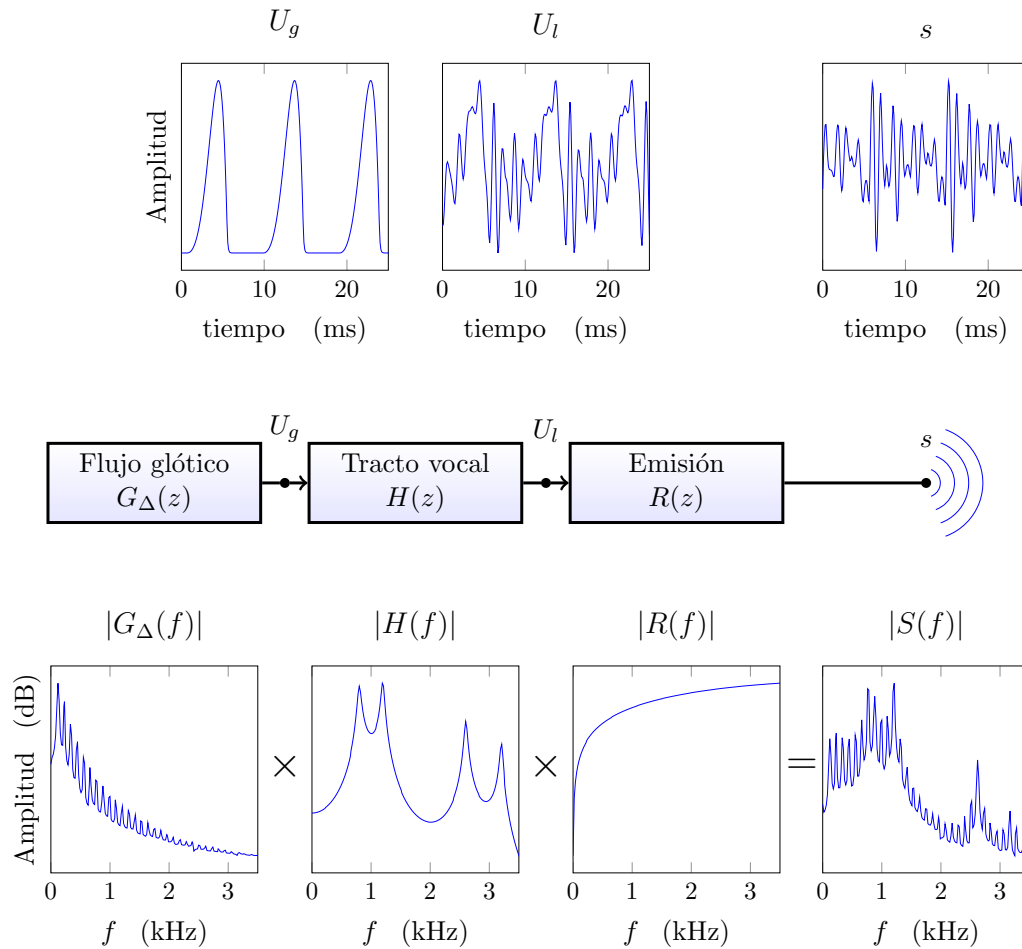 U_g U_l s
Amplitud
0 10 20 0 10 20 0 10 20
tiempo (ms) tiempo (ms) tiempo (ms)
U_g U_l s
Flujo glótico Tracto vocal Emisión
G_Δ(z) H(z) R(z)
|G_Δ(f)| |H(f)| |R(f)| |S(f)|
Amplitud (dB)
× × =
0 1 2 3 0 1 2 3 0 1 2 3 0 1 2 3
f (kHz) f (kHz) f (kHz) f (kHz)